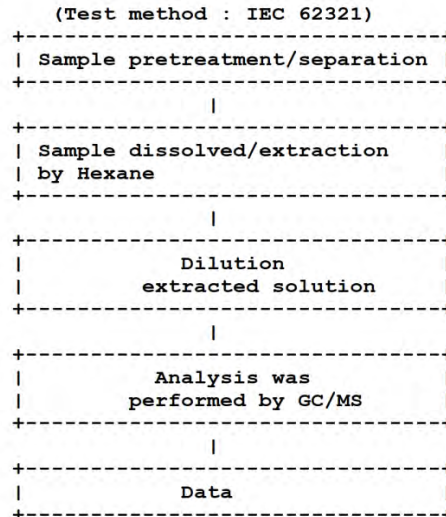 (Test method : IEC 62321)
Sample pretreatment/separation
Sample dissolved/extraction
by Hexane
Dilution
extracted solution
Analysis was
performed by GC/MS
Data